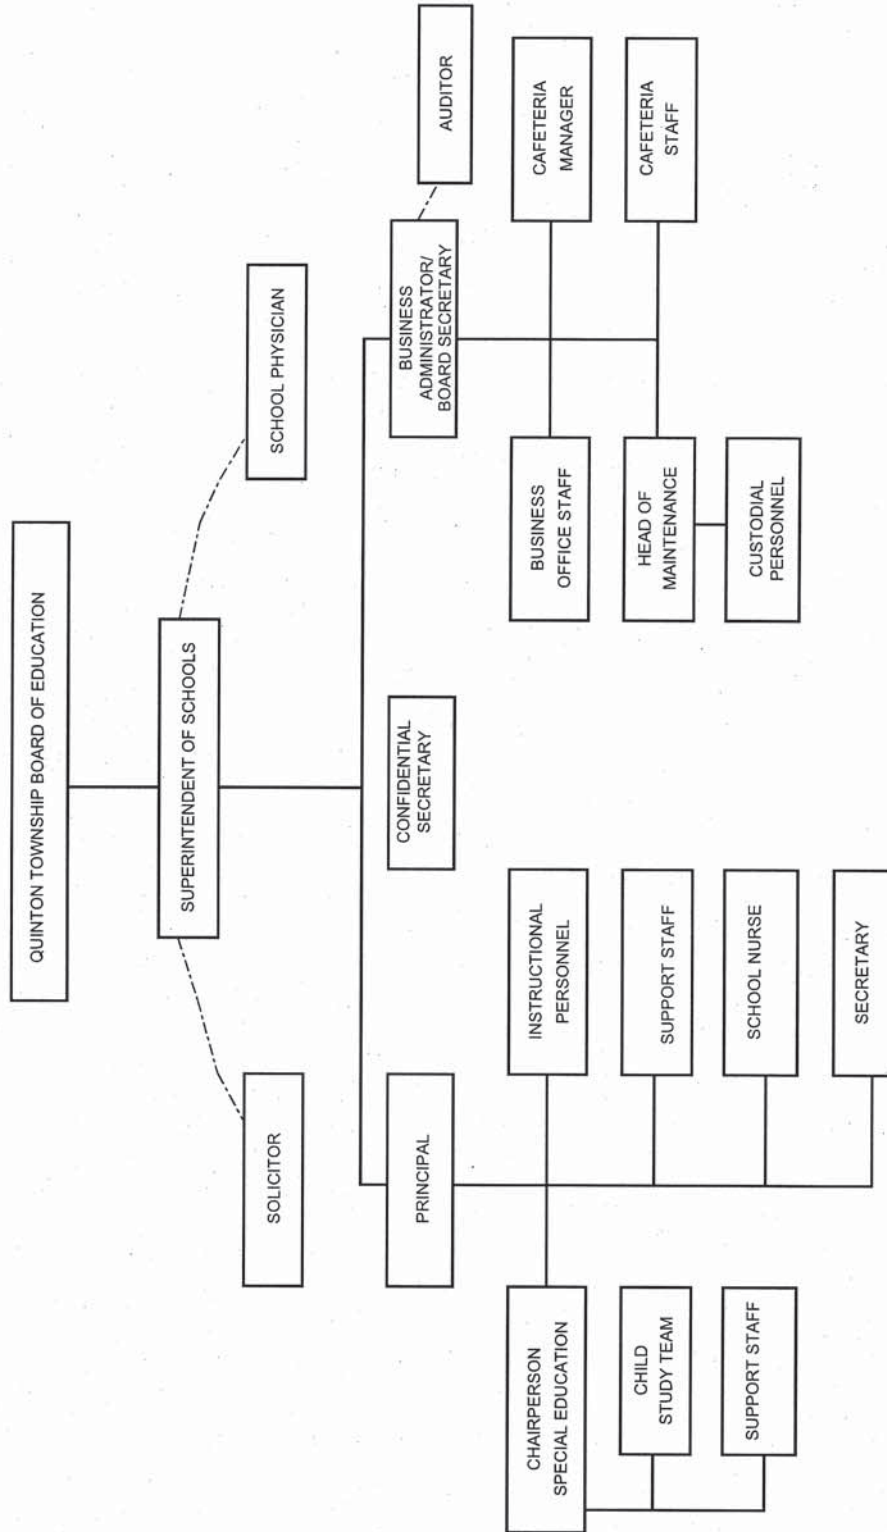 QUINTON TOWNSHIP BOARD OF EDUCATION
SUPERINTENDENT OF SCHOOLS
SOLICITOR
SCHOOL PHYSICIAN
PRINCIPAL
CONFIDENTIAL
SECRETARY
BUSINESS
ADMINISTRATOR/
BOARD SECRETARY
AUDITOR
CHAIRPERSON
SPECIAL EDUCATION
INSTRUCTIONAL
PERSONNEL
BUSINESS
OFFICE STAFF
CAFETERIA
MANAGER
CHILD
STUDY TEAM
SUPPORT STAFF
HEAD OF
MAINTENANCE
CAFETERIA
STAFF
SUPPORT STAFF
SCHOOL NURSE
CUSTODIAL
PERSONNEL
SECRETARY